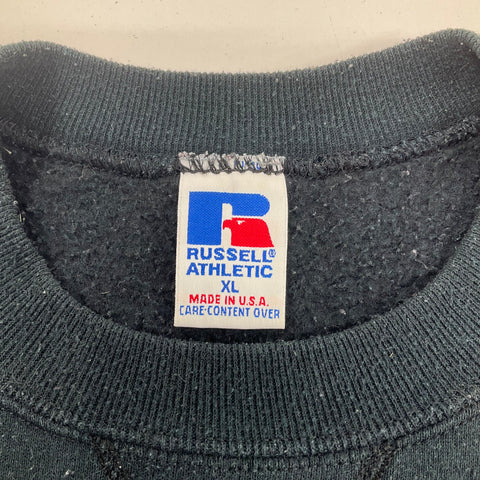 RUSSELL
ATHLETIC
XL
MADE IN U.S.A.
CARE-CONTENT OVER